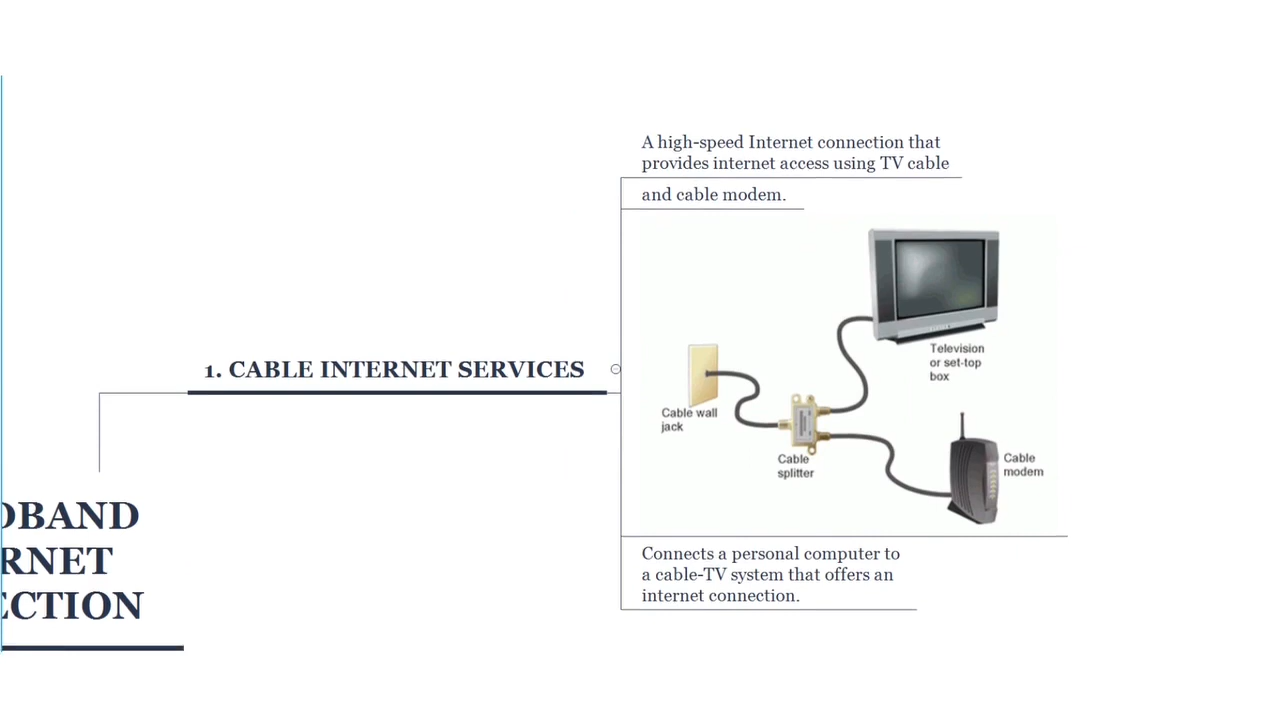 A high-speed Internet connection that
provides internet access using TV cable
and cable modem.
Television
or set-top
box
1. CABLE INTERNET SERVICES
Cable wall
jack
Cable
splitter
Cable
modem
OBAND
RNET
ECTION
Connects a personal computer to
a cable-TV system that offers an
internet connection.